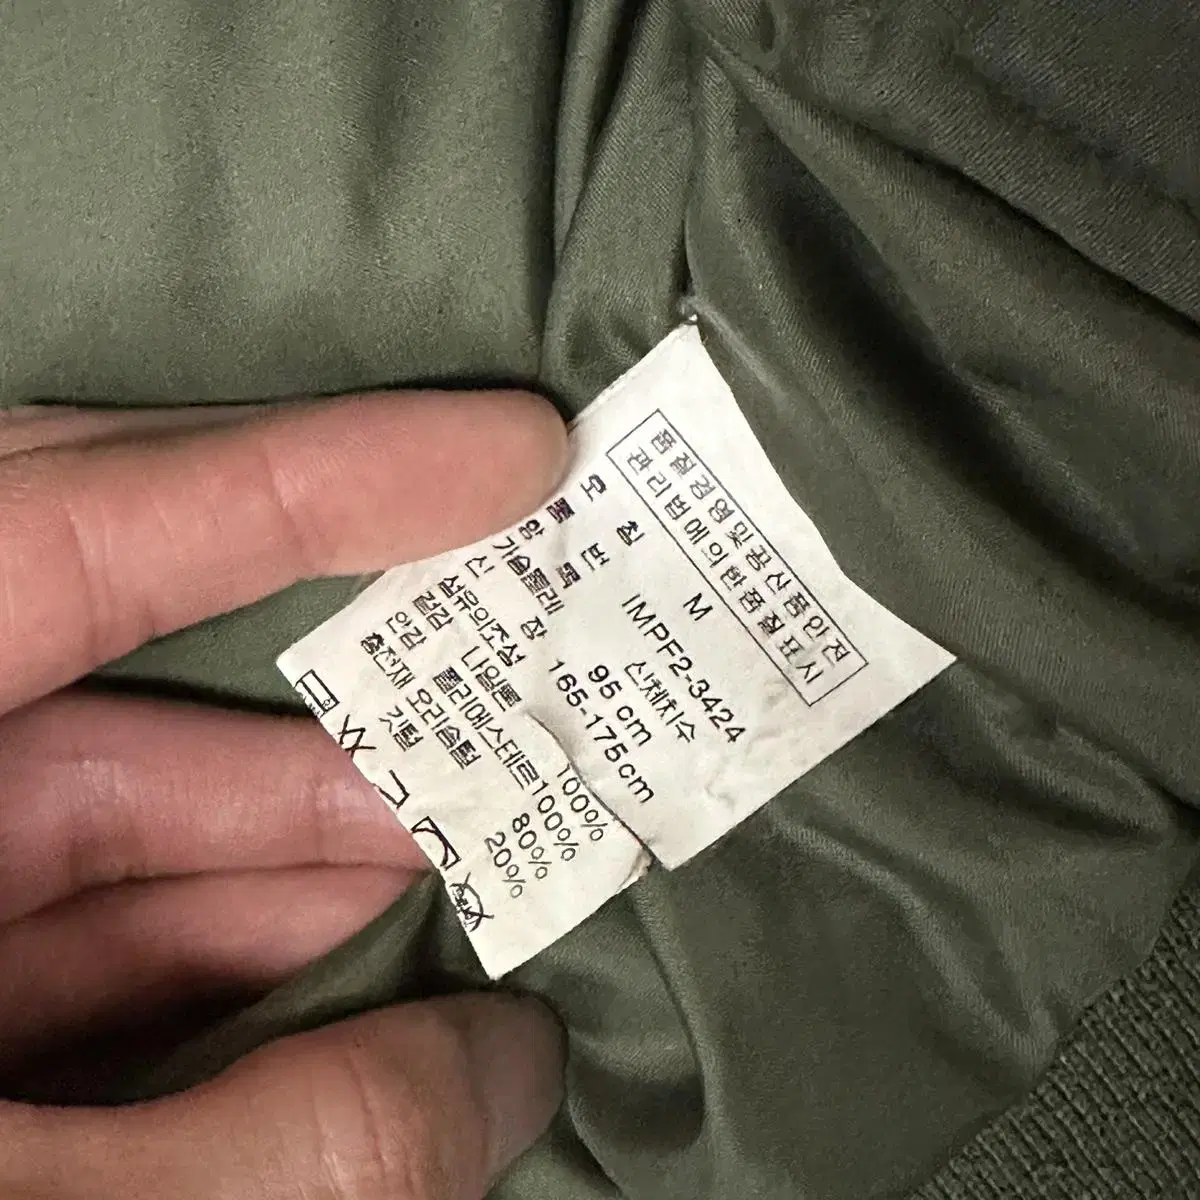 품질경영및공산품안전
관리법에의한품질표시
호 칭 M
품 번 IMPF2-3424
항 목 신체치수
가슴둘레 95 cm
신 장 165-175cm
섬유의조성
겉감 나일론 100%
안감 폴리에스테르100%
충전재 오리솜털 80%
깃털 20%